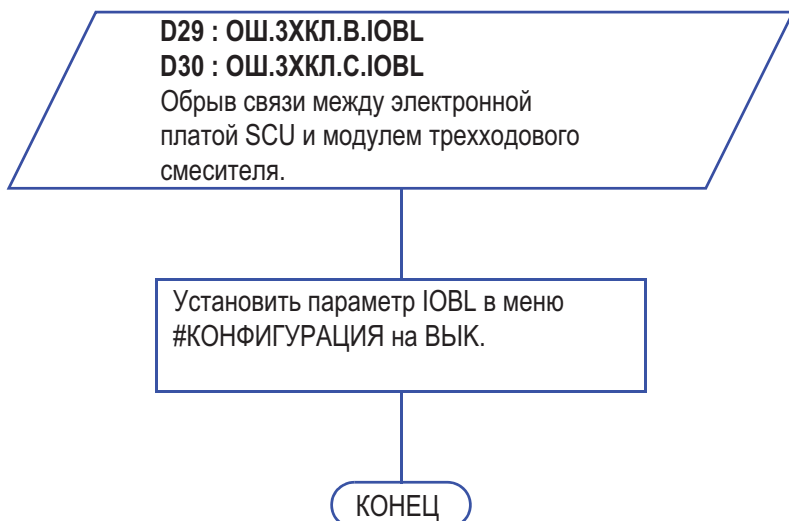 D29 : ОШ.3ХКЛ.B.IOBL
D30 : ОШ.3ХКЛ.C.IOBL
Обрыв связи между электронной
платой SCU и модулем трехходового
смесителя.
Установить параметр IOBL в меню
#КОНФИГУРАЦИЯ на ВЫК.
КОНЕЦ